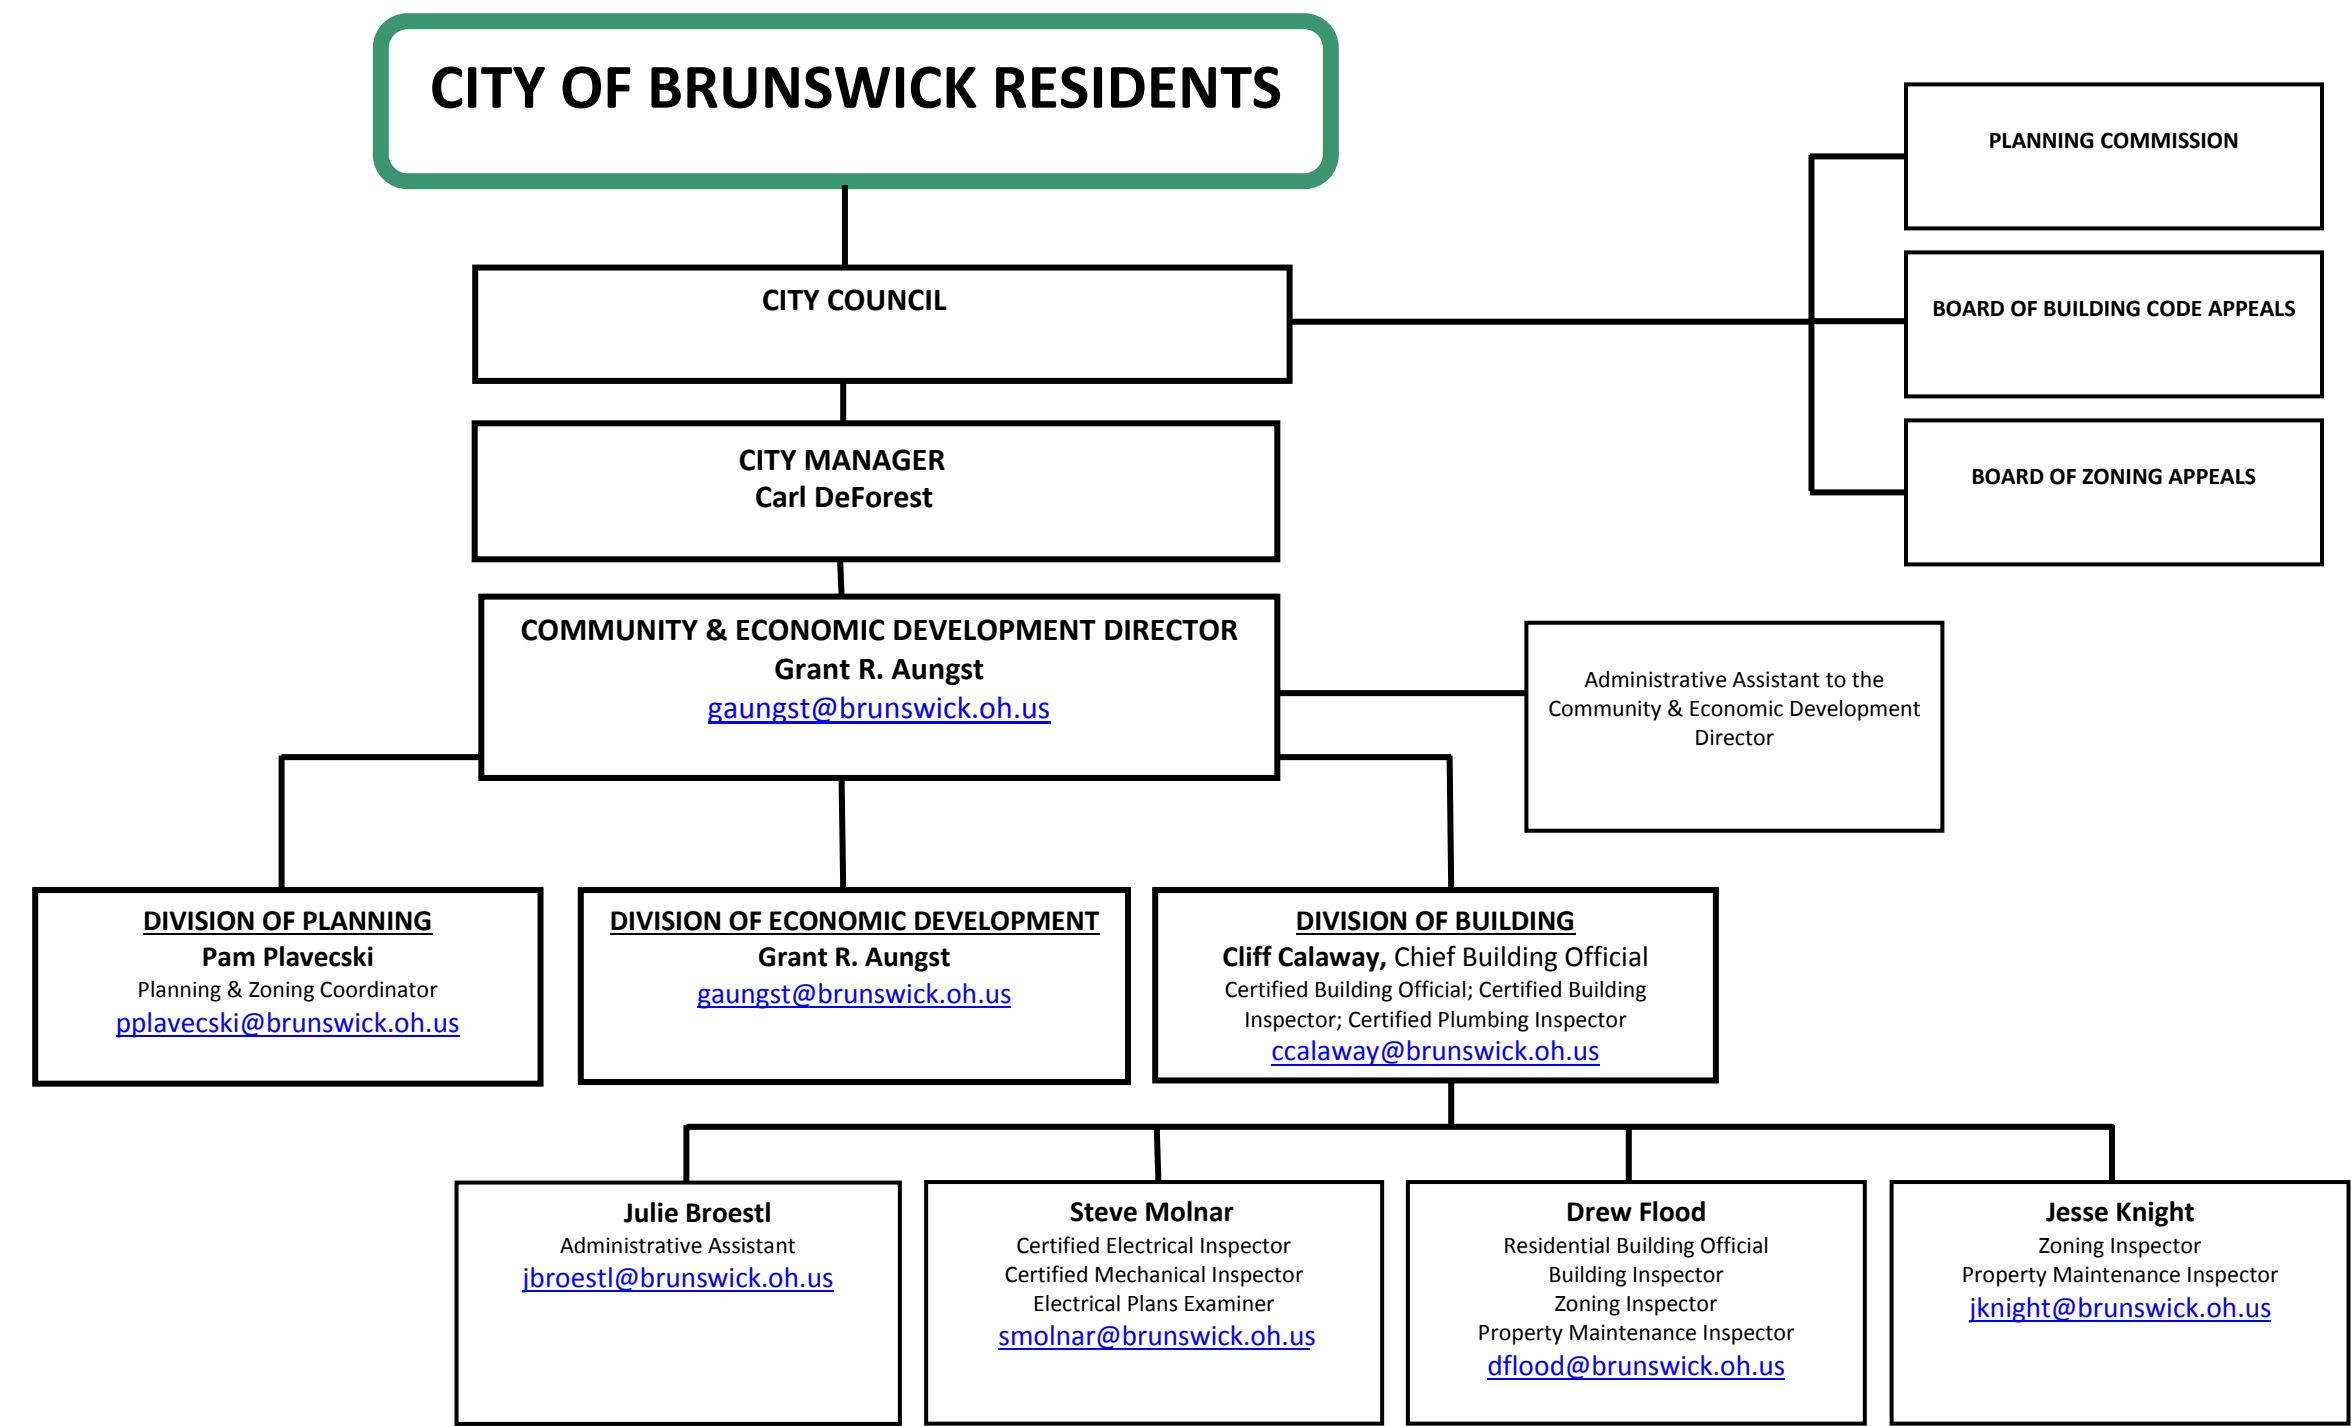 CITY OF BRUNSWICK RESIDENTS
PLANNING COMMISSION
CITY COUNCIL
BOARD OF BUILDING CODE APPEALS
CITY MANAGER
Carl DeForest
BOARD OF ZONING APPEALS
COMMUNITY & ECONOMIC DEVELOPMENT DIRECTOR
Grant R. Aungst
gaungst@brunswick.oh.us
Administrative Assistant to the
Community & Economic Development
Director
DIVISION OF PLANNING
Pam Plavecski
Planning & Zoning Coordinator
pplavecski@brunswick.oh.us
DIVISION OF ECONOMIC DEVELOPMENT
Grant R. Aungst
gaungst@brunswick.oh.us
DIVISION OF BUILDING
Cliff Calaway, Chief Building Official
Certified Building Official; Certified Building
Inspector; Certified Plumbing Inspector
ccalaway@brunswick.oh.us
Julie Broestl
Administrative Assistant
jbroestl@brunswick.oh.us
Steve Molnar
Certified Electrical Inspector
Certified Mechanical Inspector
Electrical Plans Examiner
smolnar@brunswick.oh.us
Drew Flood
Residential Building Official
Building Inspector
Zoning Inspector
Property Maintenance Inspector
dflood@brunswick.oh.us
Jesse Knight
Zoning Inspector
Property Maintenance Inspector
jknight@brunswick.oh.us